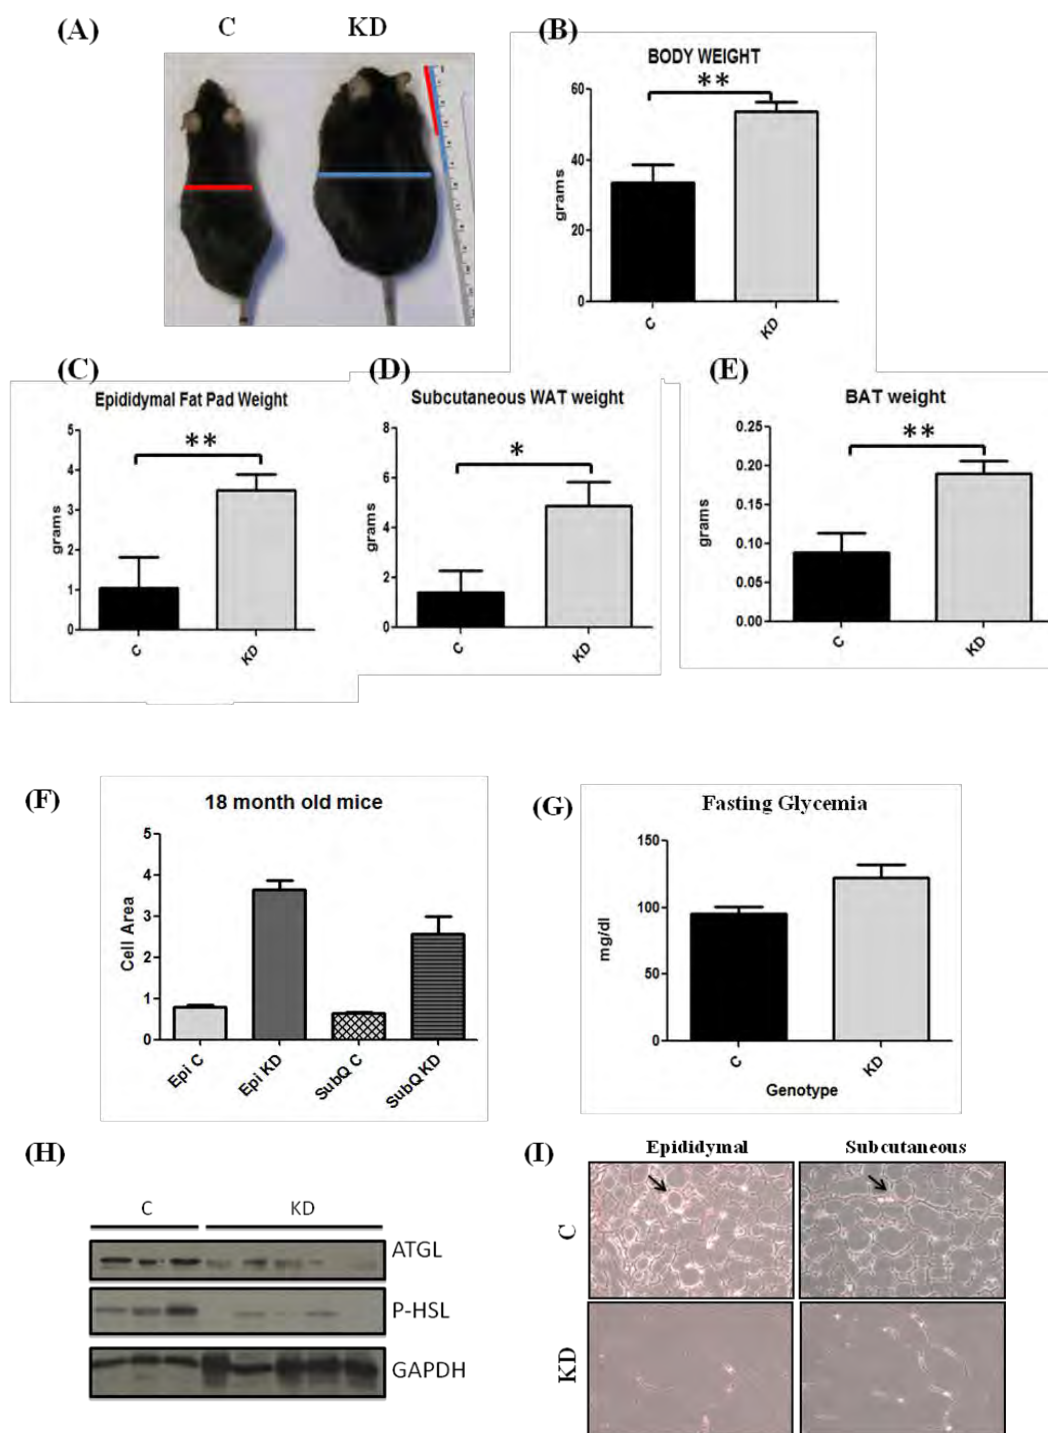 (A)
C KD
(B)
BODY WEIGHT
**
60
40
20
0
grams
C KD
(C)
Epididymal Fat Pad Weight
**
5
4
3
2
1
0
grams
C KD
(D)
Subcutaneous WAT weight
*
8
6
4
2
0
grams
C KD
(E)
BAT weight
**
0.25
0.20
0.15
0.10
0.05
0.00
grams
C KD
(F)
18 month old mice
5
4
3
2
1
0
Cell Area
Epi C Epi KD SubQ C SubQ KD
(G)
Fasting Glycemia
150
100
50
0
mg/dl
C KD
Genotype
(H)
C KD
ATGL
P-HSL
GAPDH
(I)
Epididymal Subcutaneous
C
KD